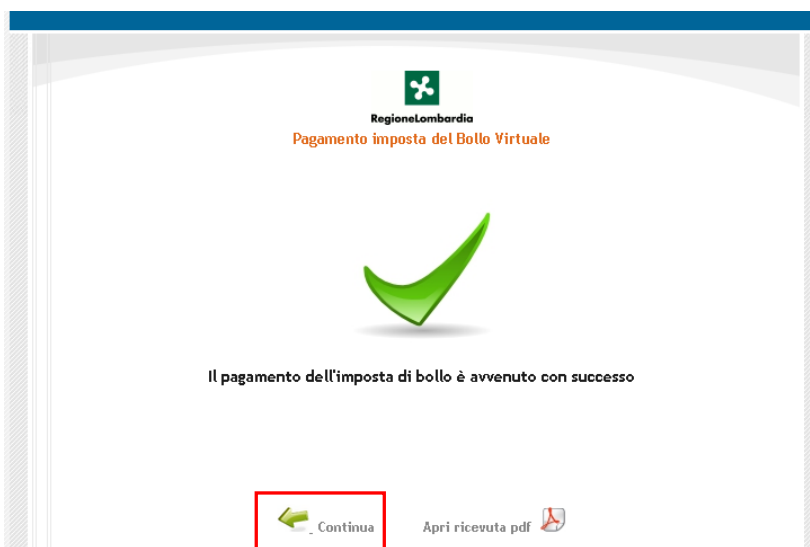 RegioneLombardia
Pagamento imposta del Bollo Virtuale
Il pagamento dell'imposta di bollo è avvenuto con successo
Continua Apri ricevuta pdf